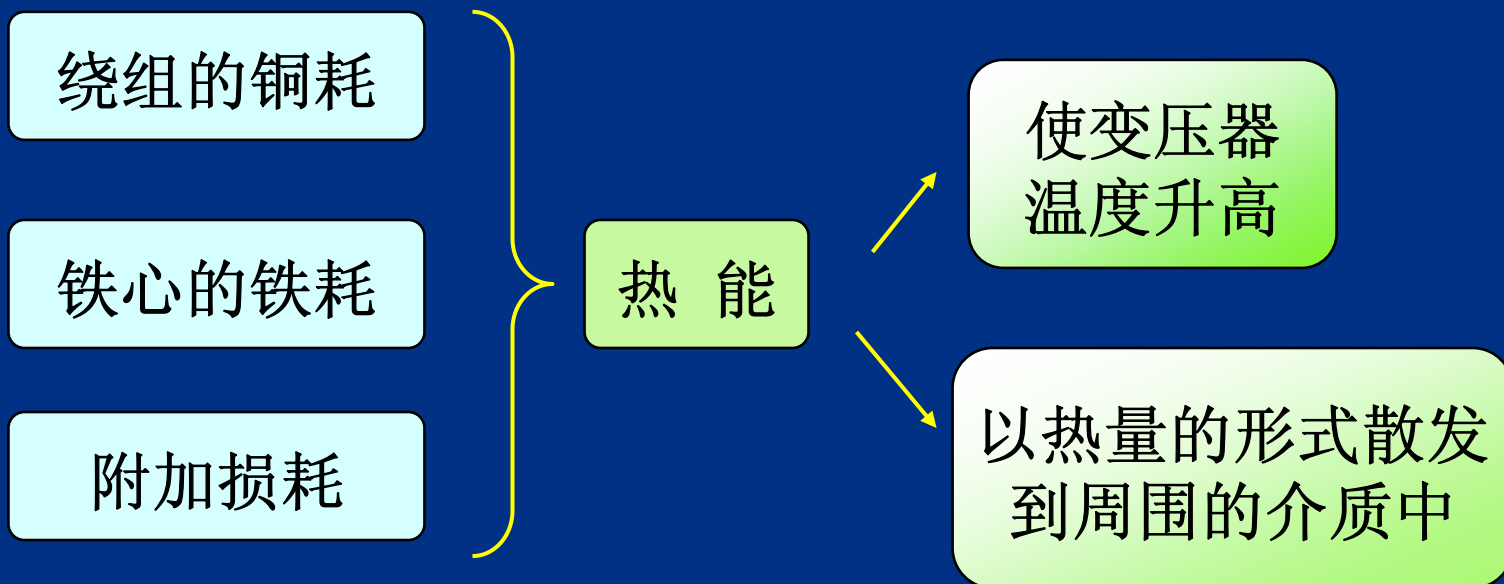 绕组的铜耗
铁心的铁耗
附加损耗
热 能
使变压器
温度升高
以热量的形式散发
到周围的介质中